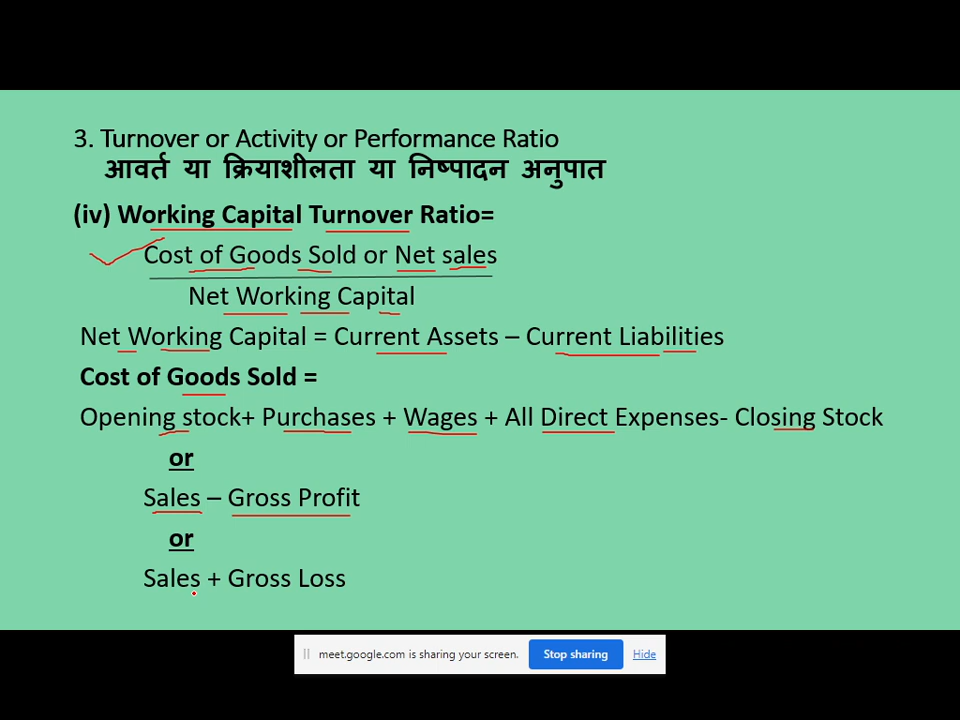 3. Turnover or Activity or Performance Ratio
आवर्त या क्रियाशीलता या निष्पादन अनुपात
(iv) Working Capital Turnover Ratio=
Cost of Goods Sold or Net sales
Net Working Capital
Net Working Capital = Current Assets – Current Liabilities
Cost of Goods Sold =
Opening stock+ Purchases + Wages + All Direct Expenses- Closing Stock
or
Sales – Gross Profit
or
Sales + Gross Loss
meet.google.com is sharing your screen. Stop sharing Hide